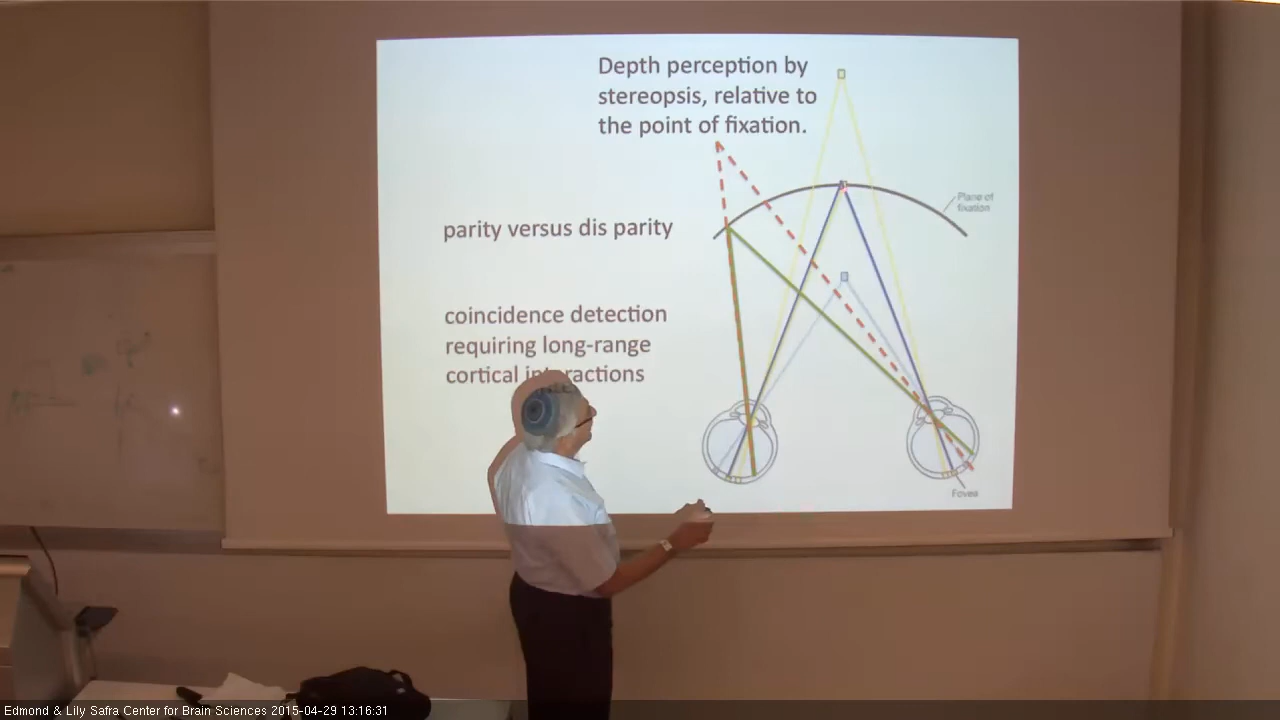 Depth perception by
stereopsis, relative to
the point of fixation.
Plane of
fixation
parity versus dis parity
coincidence detection
requiring long-range
cortical interactions
Fovea
Edmond & Lily Safra Center for Brain Sciences 2015-04-29 13:16:31